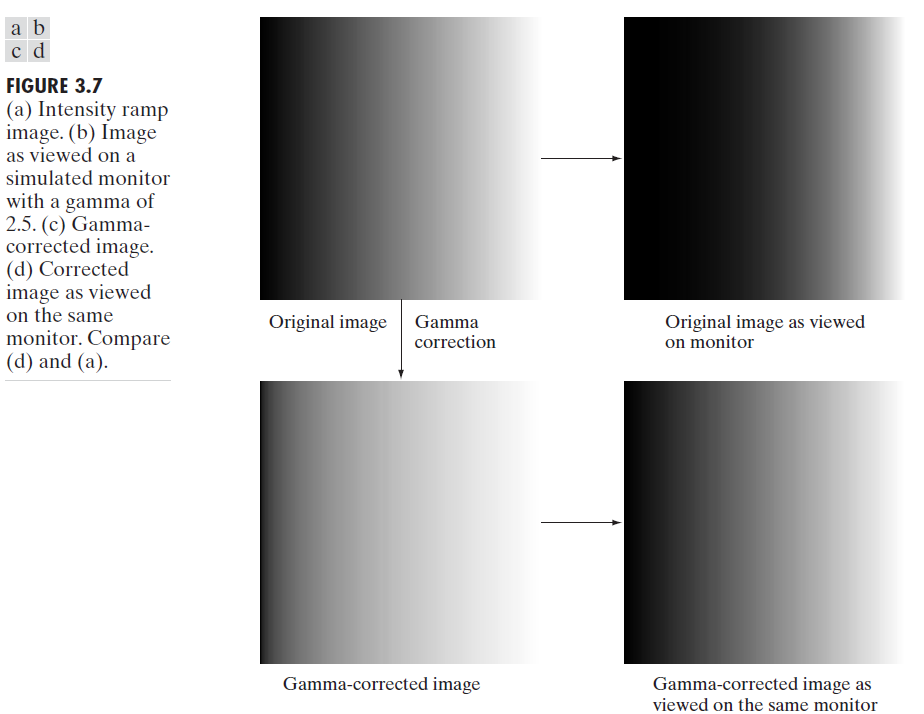 a b
c d
FIGURE 3.7
(a) Intensity ramp
image. (b) Image
as viewed on a
simulated monitor
with a gamma of
2.5. (c) Gamma-
corrected image.
(d) Corrected
image as viewed
on the same
monitor. Compare
(d) and (a).
Original image
Gamma
correction
Original image as viewed
on monitor
Gamma-corrected image
Gamma-corrected image as
viewed on the same monitor